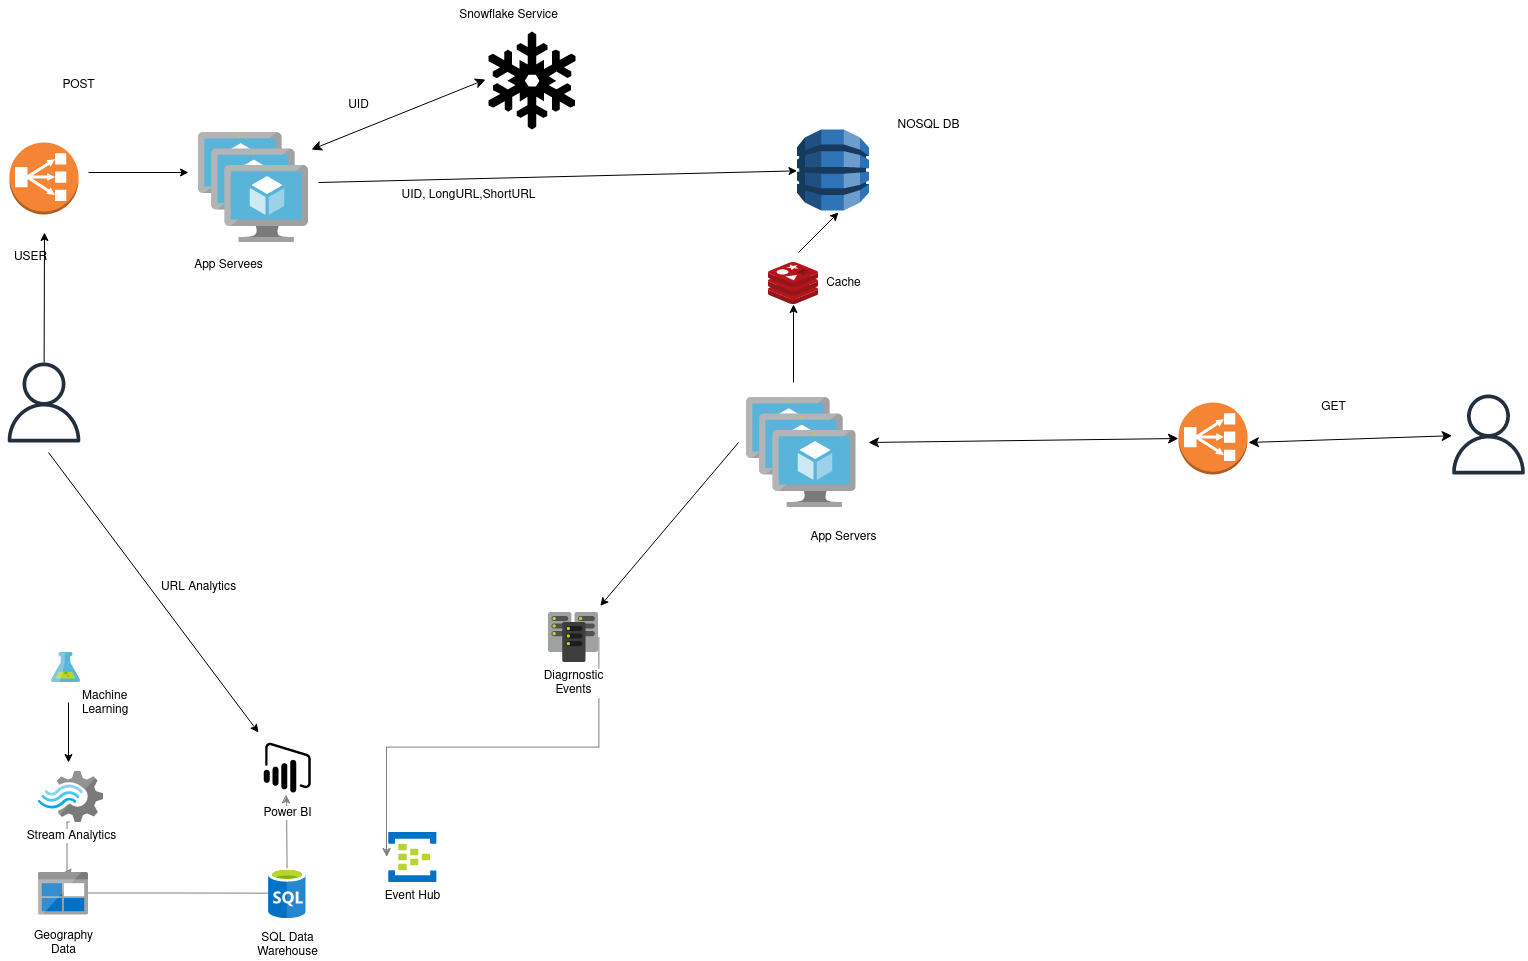 Snowflake Service
POST
UID
NOSQL DB
UID, LongURL,ShortURL
USER
App Servees
Cache
GET
App Servers
URL Analytics
Diagrnostic
Events
Machine
Learning
Power BI
Stream Analytics
SQL
Event Hub
Geography
Data
SQL Data
Warehouse